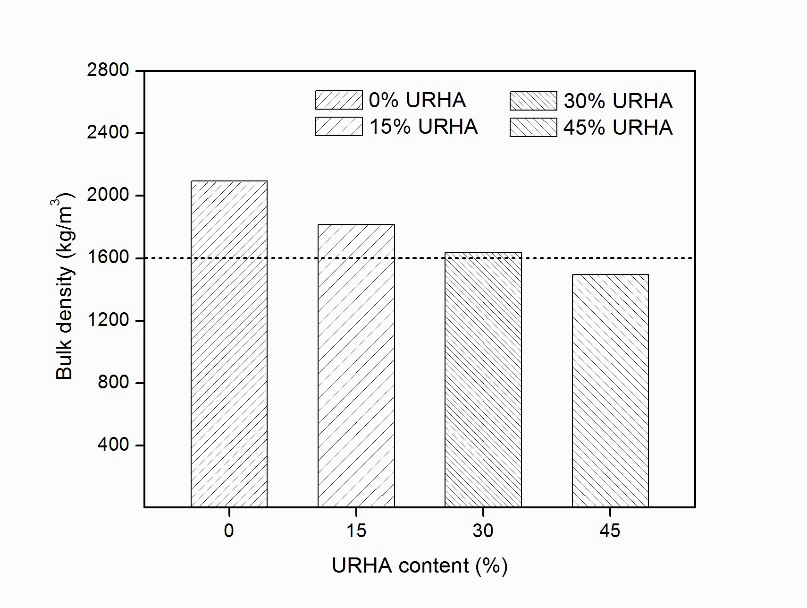 2800
2400
2000
1600
1200
800
400
Bulk density (kg/m³)
0% URHA
30% URHA
15% URHA
45% URHA
0
15
30
45
URHA content (%)